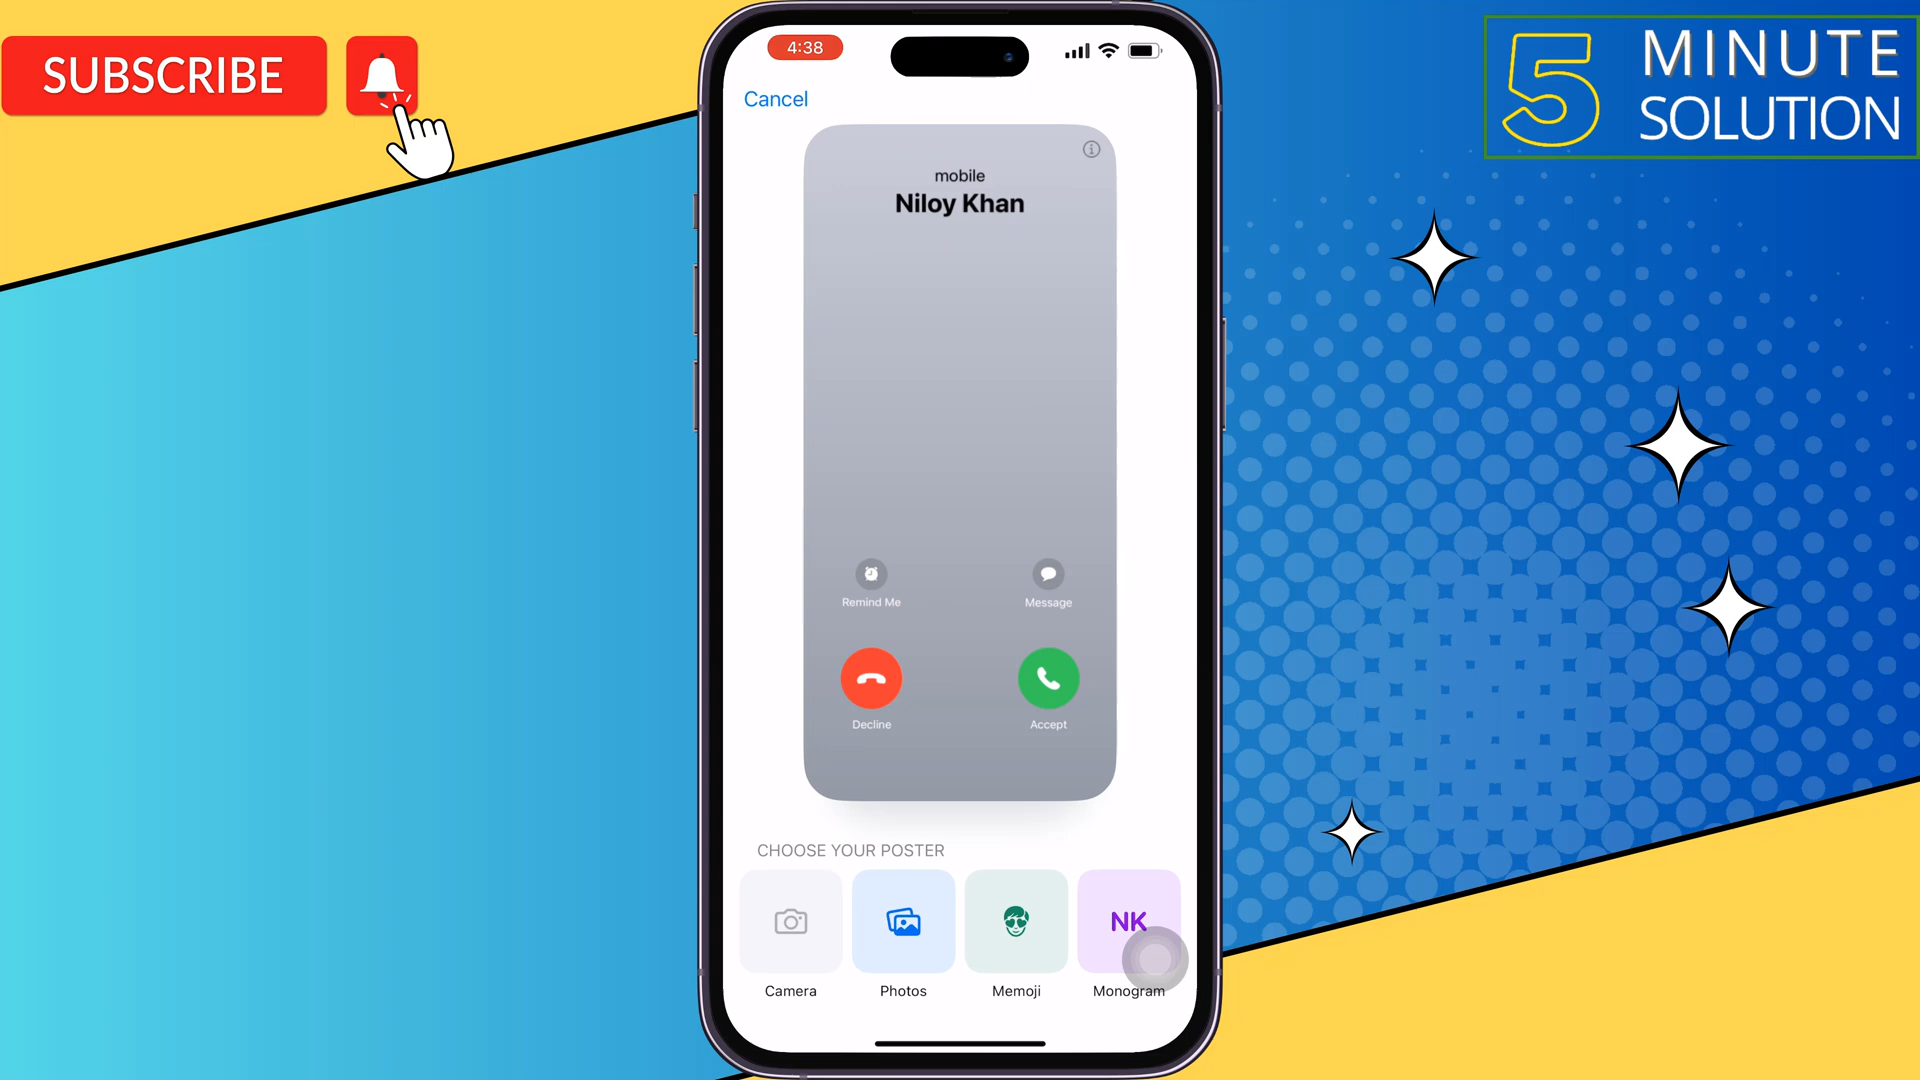 SUBSCRIBE
5 MINUTE
SOLUTION
4:38
Cancel
mobile
Niloy Khan
Remind Me
Message
Decline
Accept
CHOOSE YOUR POSTER
NK
Camera
Photos
Memoji
Monogram